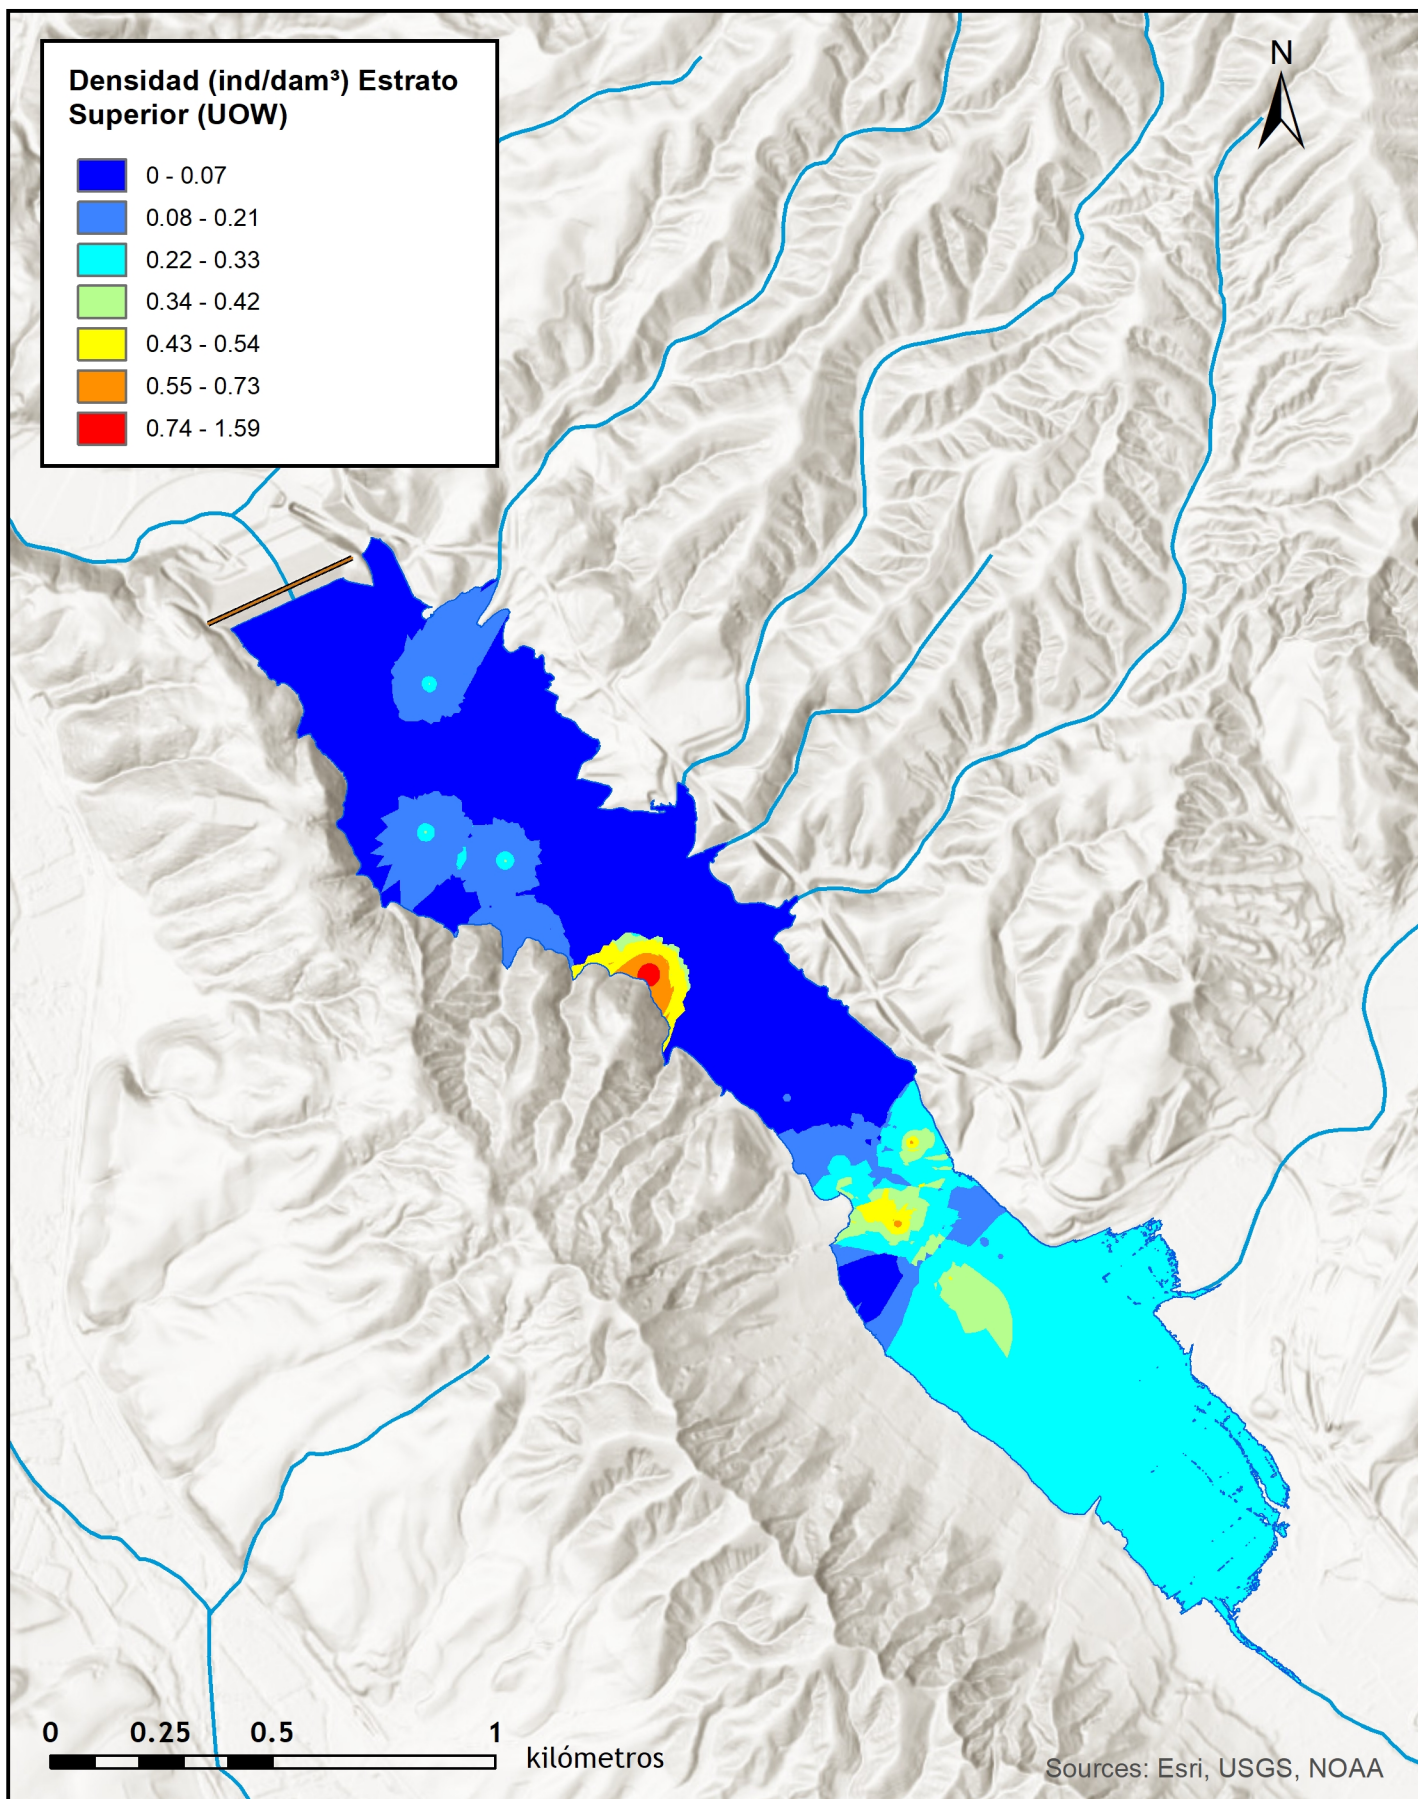 Densidad (ind/dam³) Estrato
Superior (UOW)
0 - 0.07
0.08 - 0.21
0.22 - 0.33
0.34 - 0.42
0.43 - 0.54
0.55 - 0.73
0.74 - 1.59
N
0 0.25 0.5 1
kilómetros
Sources: Esri, USGS, NOAA